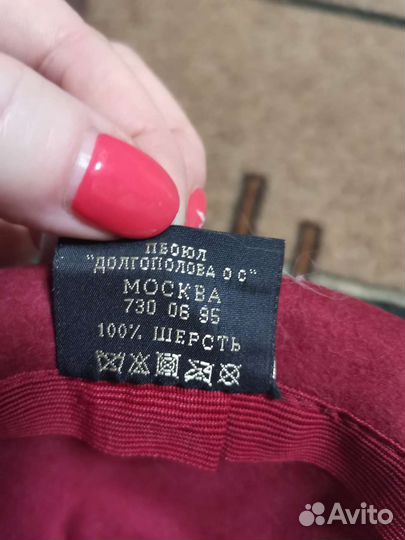 ПБОЮЛ
"ДОЛГОПОЛОВА О С"
МОСКВА
730 06 95
100% ШЕРСТЬ
Avito